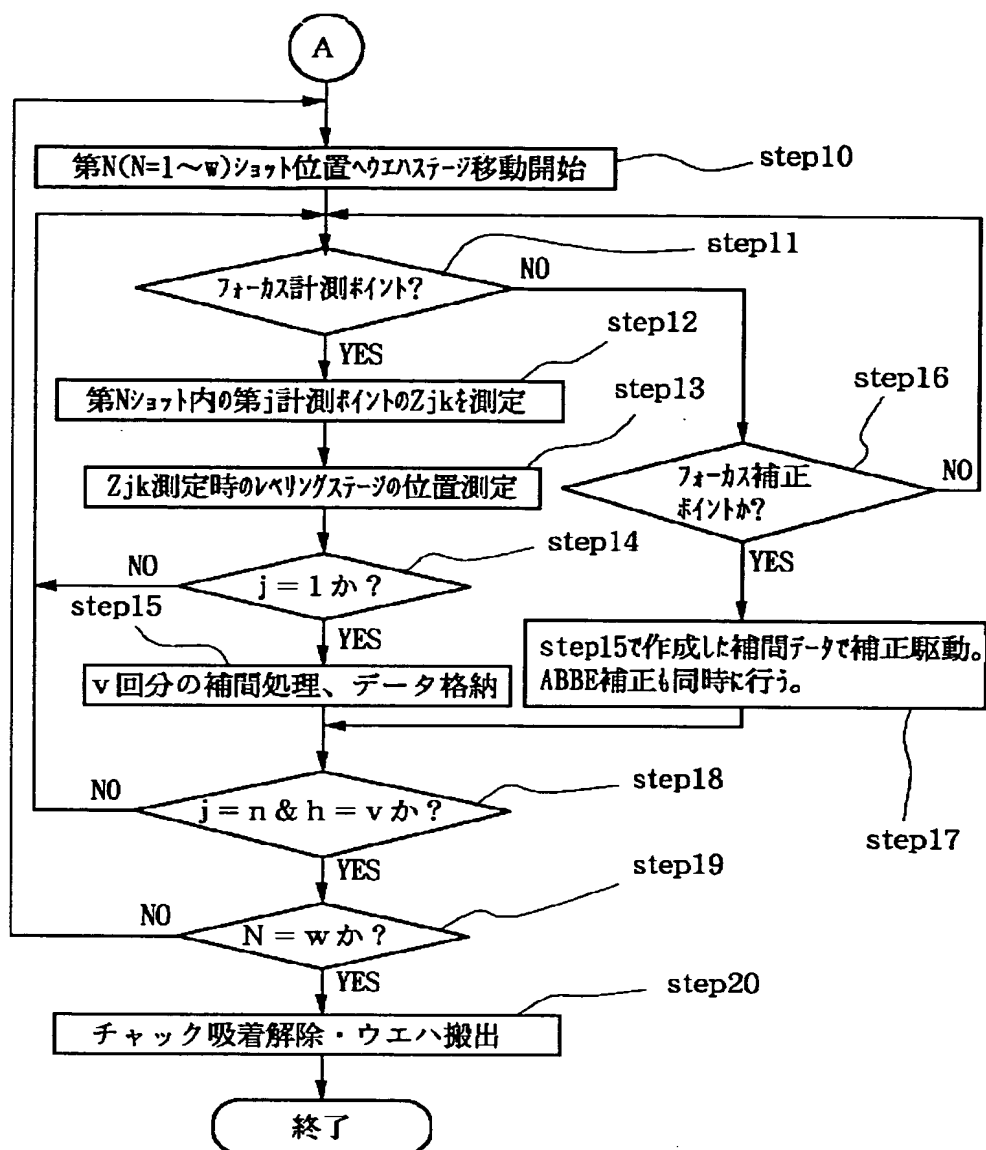 A
第N(N=1～w)ショット位置へウエハステージ移動開始
step10
step11
フォーカス計測ポイント?
NO
YES
step12
第Nショット内の第j計測ポイントのZjkを測定
step13
step16
Zjk測定時のレベリングステージの位置測定
フォーカス補正
ポイントか?
NO
YES
step14
NO
j=1か?
step15
YES
v回分の補間処理、データ格納
step15で作成した補間データで補正駆動。
ABBE補正も同時に行う。
step17
step18
NO
j=n&h=vか?
YES
step19
NO
N=wか?
YES
step20
チャック吸着解除・ウエハ搬出
終了